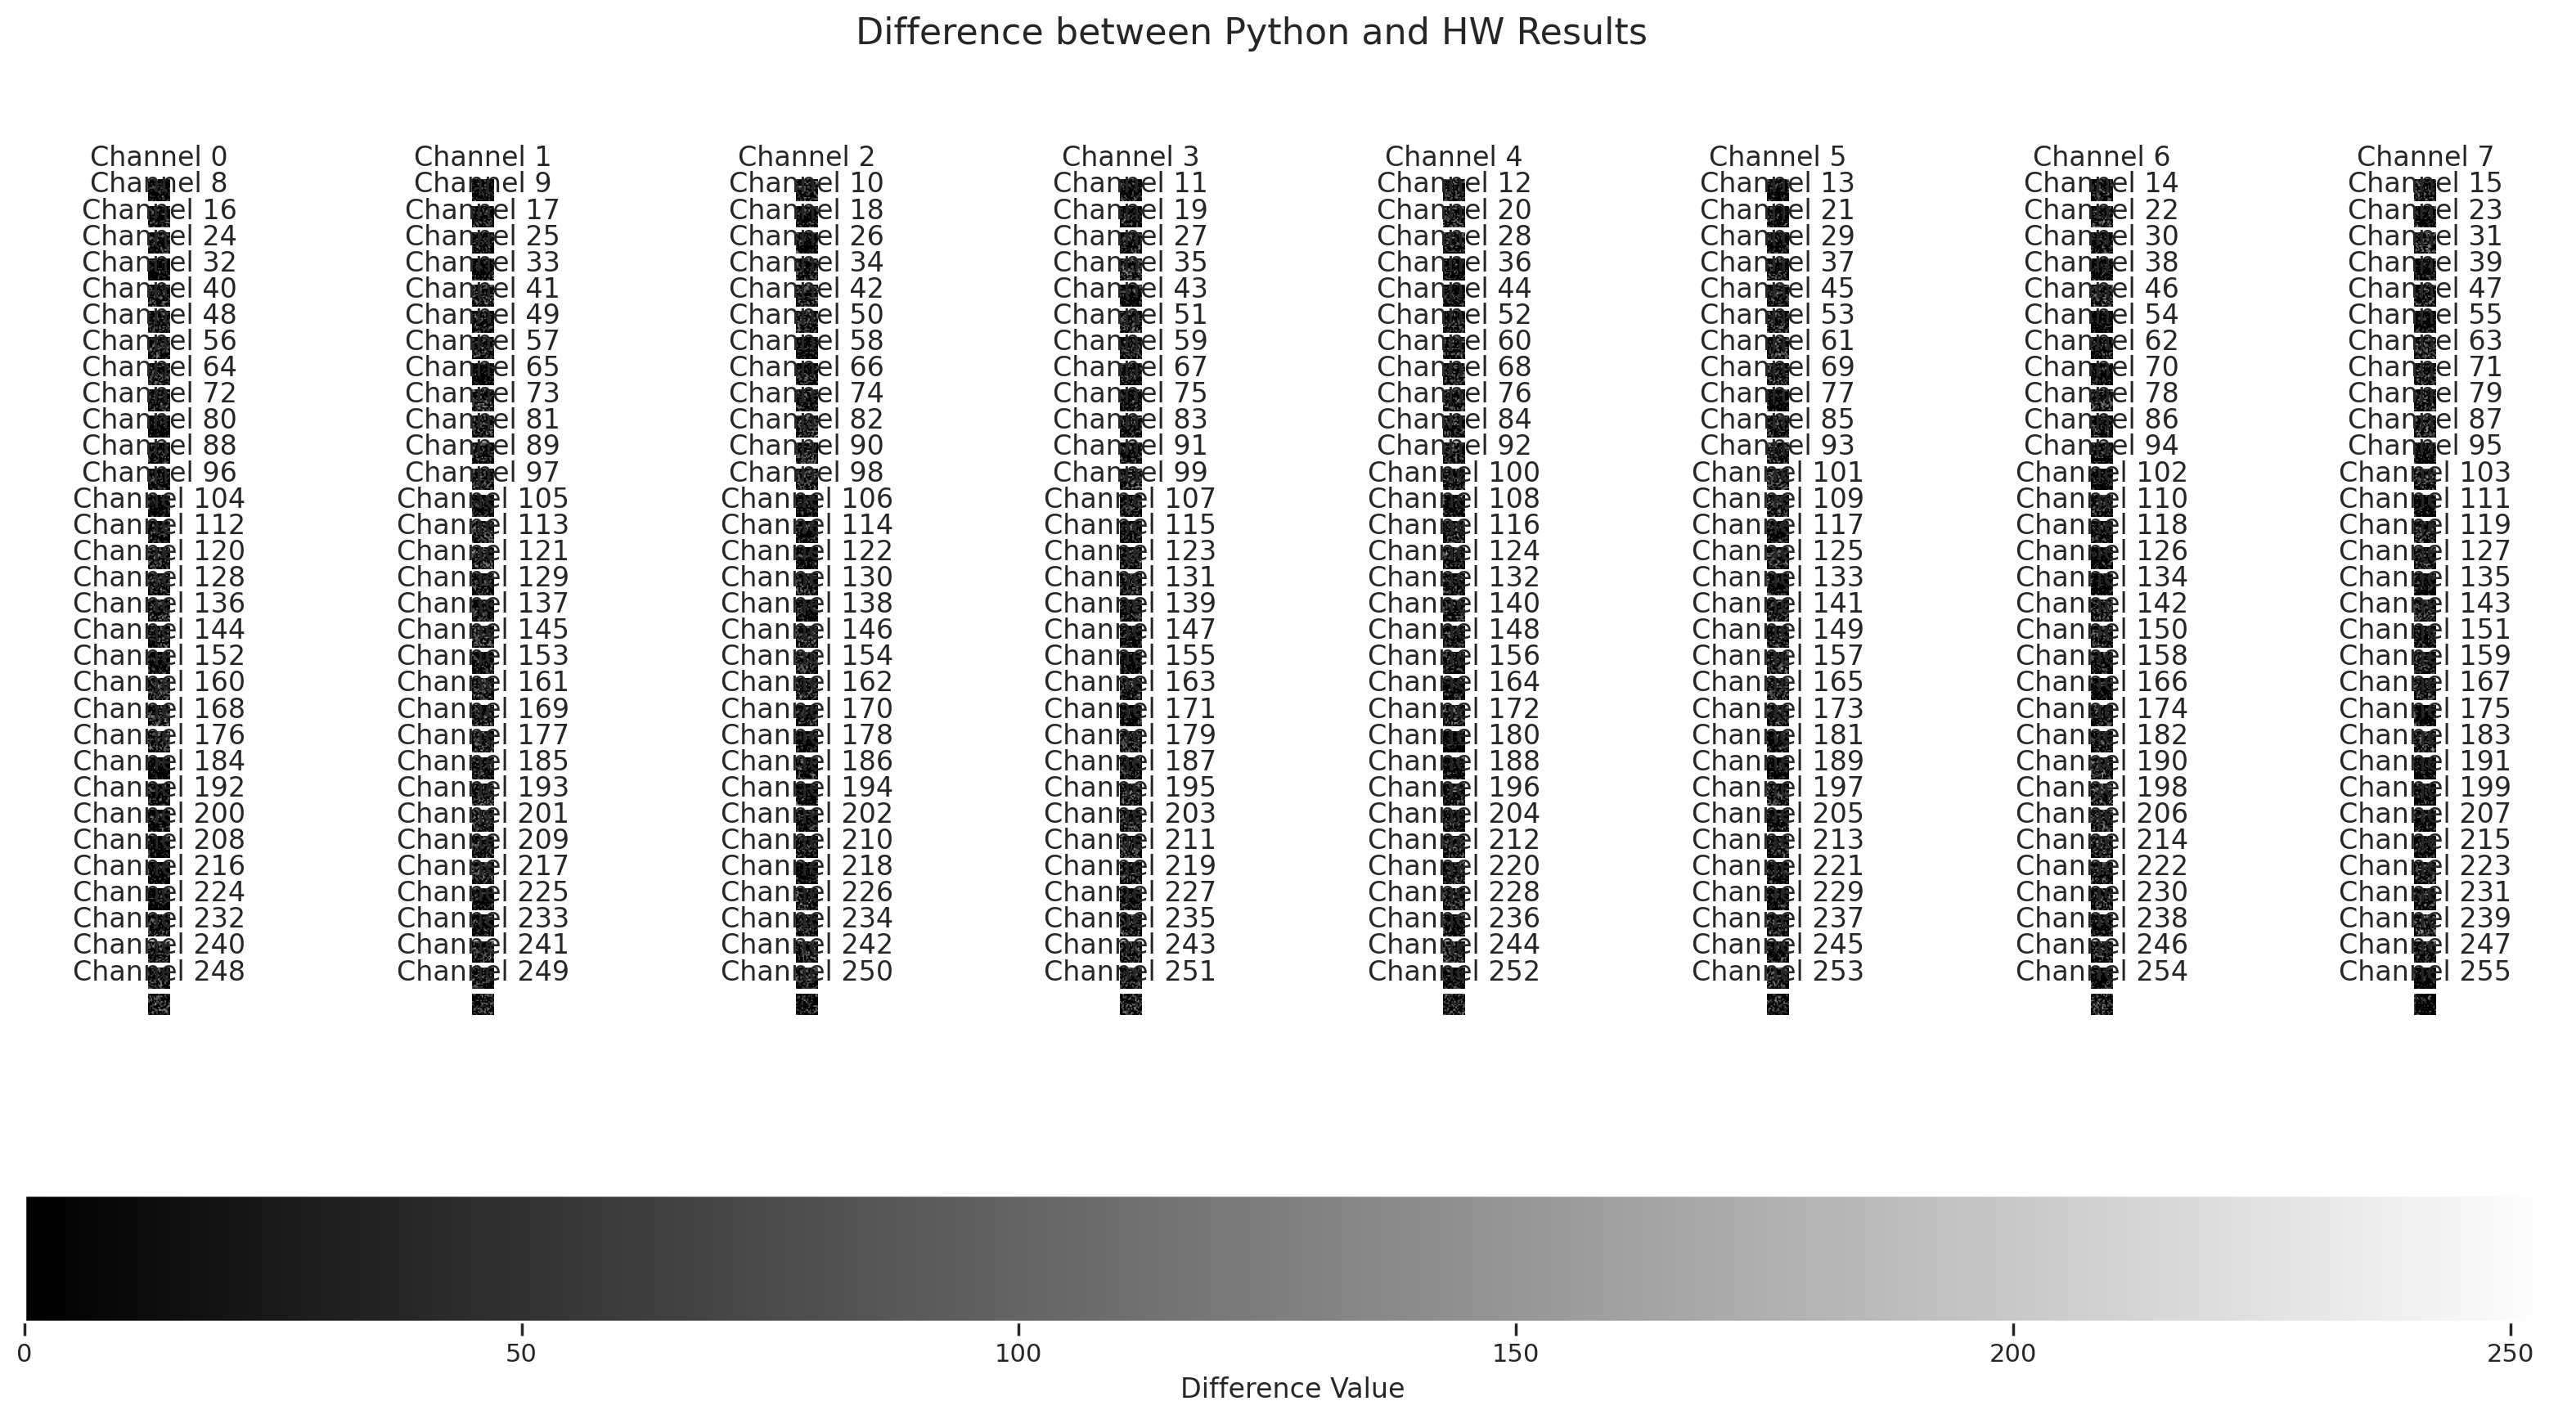 Difference between Python and HW Results
Channel 0 Channel 1 Channel 2 Channel 3 Channel 4 Channel 5 Channel 6 Channel 7
Channel 8 Channel 9 Channel 10 Channel 11 Channel 12 Channel 13 Channel 14 Channel 15
Channel 16 Channel 17 Channel 18 Channel 19 Channel 20 Channel 21 Channel 22 Channel 23
Channel 24 Channel 25 Channel 26 Channel 27 Channel 28 Channel 29 Channel 30 Channel 31
Channel 32 Channel 33 Channel 34 Channel 35 Channel 36 Channel 37 Channel 38 Channel 39
Channel 40 Channel 41 Channel 42 Channel 43 Channel 44 Channel 45 Channel 46 Channel 47
Channel 48 Channel 49 Channel 50 Channel 51 Channel 52 Channel 53 Channel 54 Channel 55
Channel 56 Channel 57 Channel 58 Channel 59 Channel 60 Channel 61 Channel 62 Channel 63
Channel 64 Channel 65 Channel 66 Channel 67 Channel 68 Channel 69 Channel 70 Channel 71
Channel 72 Channel 73 Channel 74 Channel 75 Channel 76 Channel 77 Channel 78 Channel 79
Channel 80 Channel 81 Channel 82 Channel 83 Channel 84 Channel 85 Channel 86 Channel 87
Channel 88 Channel 89 Channel 90 Channel 91 Channel 92 Channel 93 Channel 94 Channel 95
Channel 96 Channel 97 Channel 98 Channel 99 Channel 100 Channel 101 Channel 102 Channel 103
Channel 104 Channel 105 Channel 106 Channel 107 Channel 108 Channel 109 Channel 110 Channel 111
Channel 112 Channel 113 Channel 114 Channel 115 Channel 116 Channel 117 Channel 118 Channel 119
Channel 120 Channel 121 Channel 122 Channel 123 Channel 124 Channel 125 Channel 126 Channel 127
Channel 128 Channel 129 Channel 130 Channel 131 Channel 132 Channel 133 Channel 134 Channel 135
Channel 136 Channel 137 Channel 138 Channel 139 Channel 140 Channel 141 Channel 142 Channel 143
Channel 144 Channel 145 Channel 146 Channel 147 Channel 148 Channel 149 Channel 150 Channel 151
Channel 152 Channel 153 Channel 154 Channel 155 Channel 156 Channel 157 Channel 158 Channel 159
Channel 160 Channel 161 Channel 162 Channel 163 Channel 164 Channel 165 Channel 166 Channel 167
Channel 168 Channel 169 Channel 170 Channel 171 Channel 172 Channel 173 Channel 174 Channel 175
Channel 176 Channel 177 Channel 178 Channel 179 Channel 180 Channel 181 Channel 182 Channel 183
Channel 184 Channel 185 Channel 186 Channel 187 Channel 188 Channel 189 Channel 190 Channel 191
Channel 192 Channel 193 Channel 194 Channel 195 Channel 196 Channel 197 Channel 198 Channel 199
Channel 200 Channel 201 Channel 202 Channel 203 Channel 204 Channel 205 Channel 206 Channel 207
Channel 208 Channel 209 Channel 210 Channel 211 Channel 212 Channel 213 Channel 214 Channel 215
Channel 216 Channel 217 Channel 218 Channel 219 Channel 220 Channel 221 Channel 222 Channel 223
Channel 224 Channel 225 Channel 226 Channel 227 Channel 228 Channel 229 Channel 230 Channel 231
Channel 232 Channel 233 Channel 234 Channel 235 Channel 236 Channel 237 Channel 238 Channel 239
Channel 240 Channel 241 Channel 242 Channel 243 Channel 244 Channel 245 Channel 246 Channel 247
Channel 248 Channel 249 Channel 250 Channel 251 Channel 252 Channel 253 Channel 254 Channel 255
0 50 100 150 200 250
Difference Value